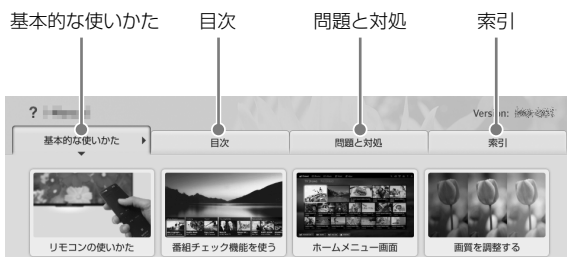 基本的な使いかた 目次 問題と対処 索引
?
Version:
基本的な使いかた 目次 問題と対処 索引
リモコンの使いかた 番組チェック機能を使う ホームメニュー画面 画質を調整する